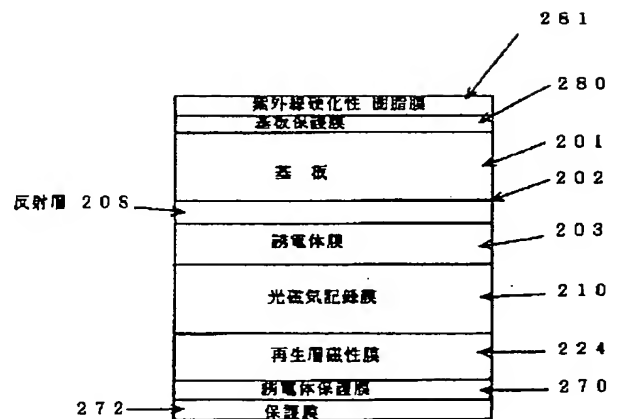 281
紫外線硬化性 樹脂膜
280
基板保護膜
201
基 板
202
反射層 208
203
誘電体膜
光磁気記録膜
210
再生層磁性膜
224
誘電体保護膜
270
272
保護膜